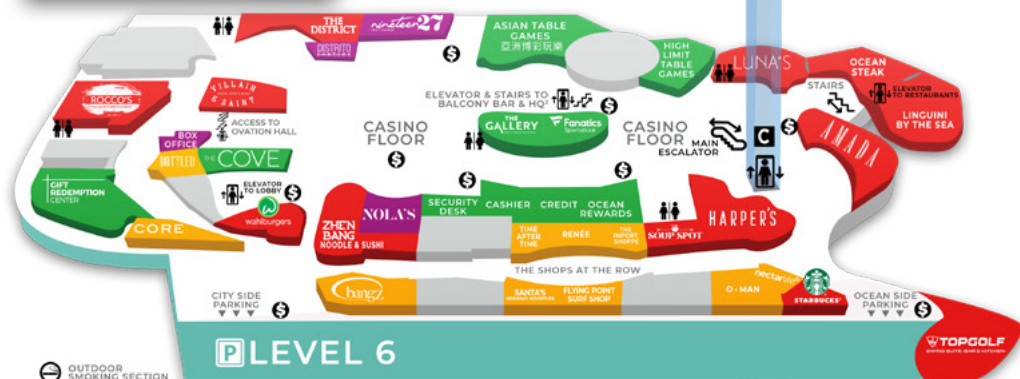 THE
DISTRICT
nineteen27
DISTRITO
CANTINA
ASIAN TABLE
GAMES
亞洲博彩玩樂
HIGH
LIMIT
TABLE
GAMES
LUNA'S
OCEAN
STEAK
STAIRS
ELEVATOR
TO RESTAURANTS
LINGUINI
BY THE SEA
ROCCO'S
VILLAIN
& SAINT
ACCESS TO
OVATION HALL
ELEVATOR & STAIRS TO
BALCONY BAR & HQ²
THE
GALLERY
Fanatics
Sportsbook
CASINO
FLOOR
CASINO
FLOOR
MAIN
ESCALATOR
C
AMADA
BOX
OFFICE
BOTTLED
THE COVE
GIFT
REDEMPTION
CENTER
ELEVATOR
TO LOBBY
wahlburgers
CORE
ZHEN
BANG
NOODLE & SUSHI
NOLA'S
SECURITY
DESK
CASHIER
CREDIT
OCEAN
REWARDS
TIME
AFTER
TIME
RENÉE
THE
SHOPPE
SOUP SPOT
HARPER'S
THE SHOPS AT THE ROW
CITY SIDE
PARKING
SANTA'S
FLYING POINT
SURF SHOP
O • MAN
nectar
STARBUCKS
OCEAN SIDE
PARKING
P LEVEL 6
TOPGOLF
SWING SUITE, BAR & KITCHEN
OUTDOOR
SMOKING SECTION